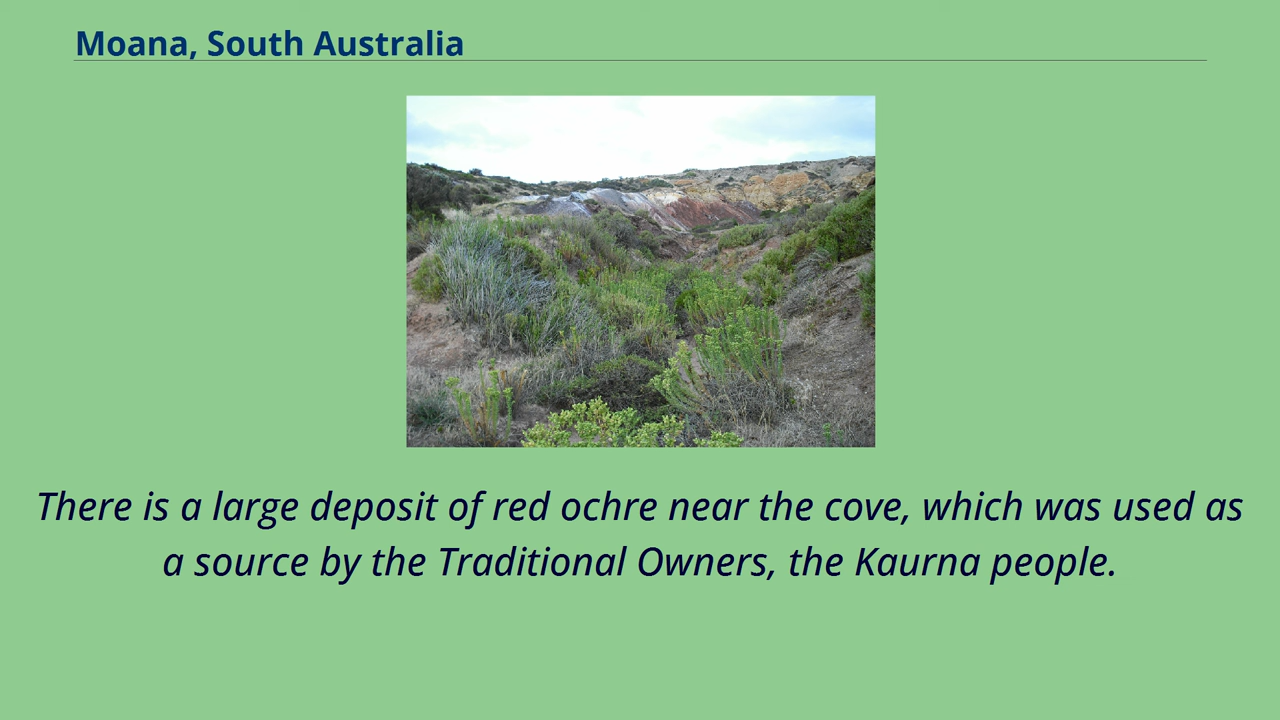 Moana, South Australia
There is a large deposit of red ochre near the cove, which was used as
a source by the Traditional Owners, the Kaurna people.